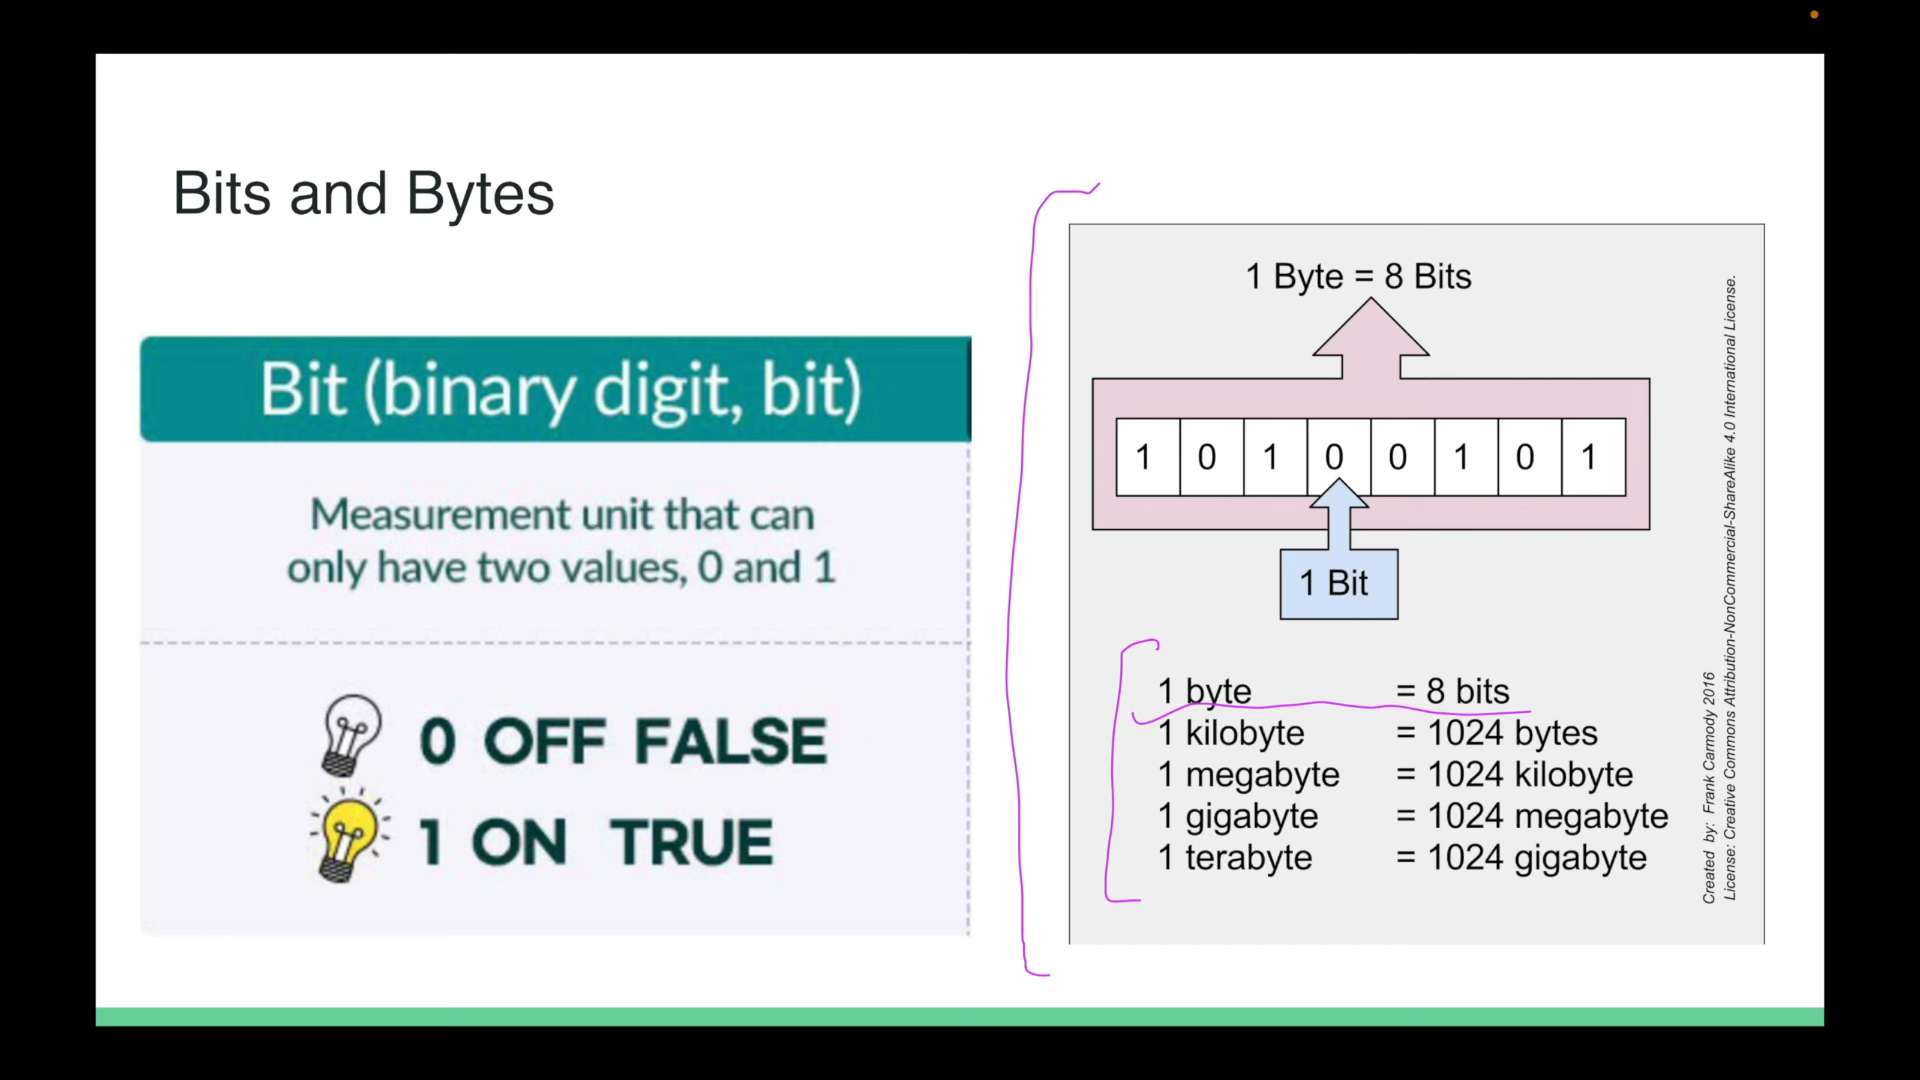 Bits and Bytes
Bit (binary digit, bit)
Measurement unit that can
only have two values, 0 and 1
0 OFF FALSE
1 ON TRUE
1 Byte = 8 Bits
1 0 1 0 0 1 0 1
1 Bit
1 byte = 8 bits
1 kilobyte = 1024 bytes
1 megabyte = 1024 kilobyte
1 gigabyte = 1024 megabyte
1 terabyte = 1024 gigabyte
Created by: Frank Carmody 2016
License: Creative Commons Attribution-NonCommercial-ShareAlike 4.0 International License.